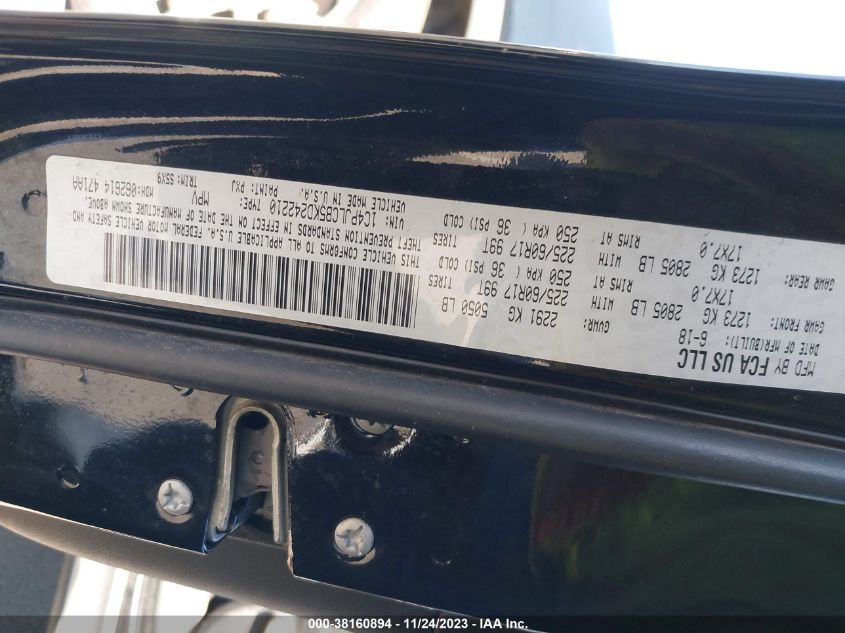 MFD BY FCA US LLC
DATE OF MFR(BUILT): 6-18
GVWR: 2291 KG 5050 LB
GAWR FRONT: 1273 KG 2805 LB WITH 225/60R17 99T TIRES
17X7.0 RIMS AT 250 KPA ( 36 PSI) COLD
GAWR REAR: 1273 KG 2805 LB WITH 225/60R17 99T TIRES
17X7.0 RIMS AT 250 KPA ( 36 PSI) COLD
THIS VEHICLE CONFORMS TO ALL APPLICABLE U.S.A. FEDERAL MOTOR VEHICLE SAFETY AND
THEFT PREVENTION STANDARDS IN EFFECT ON THE DATE OF MANUFACTURE SHOWN ABOVE.
VIN: 1C4PJLCB5KD242210 TYPE: MPV MDH:062614 471AA
VEHICLE MADE IN U.S.A. PAINT: PXJ TRIM: S5X9
000-38160894 - 11/24/2023 - IAA Inc.